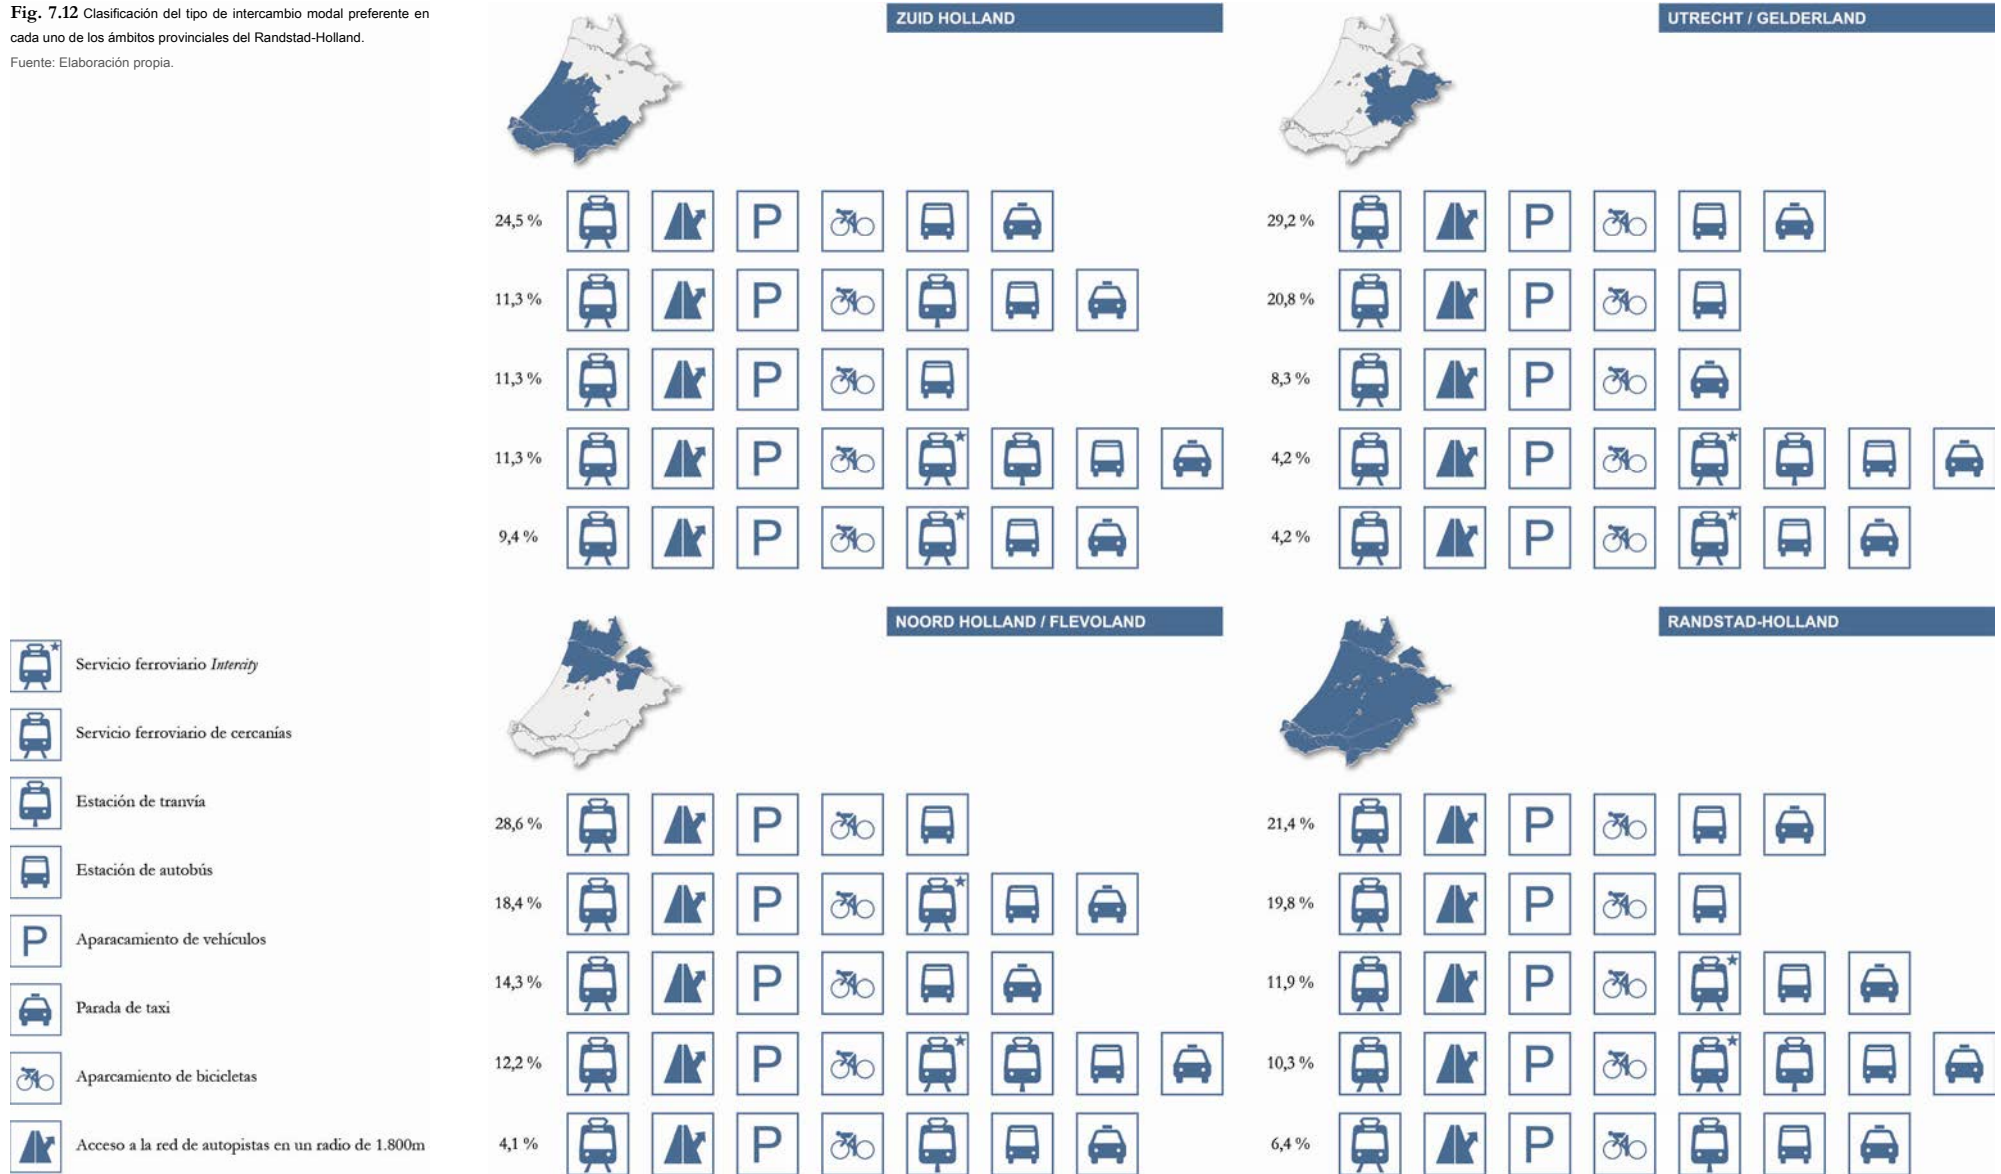 Fig. 7.12 Clasificación del tipo de intercambio modal preferente en
cada uno de los ámbitos provinciales del Randstad-Holland.
Fuente: Elaboración propia.
ZUID HOLLAND
24,5 %
P
11,3 %
P
11,3 %
P
11,3 %
P
9,4 %
P
UTRECHT / GELDERLAND
29,2 %
P
20,8 %
P
8,3 %
P
4,2 %
P
4,2 %
P
NOORD HOLLAND / FLEVOLAND
28,6 %
P
18,4 %
P
14,3 %
P
12,2 %
P
4,1 %
P
RANDSTAD-HOLLAND
21,4 %
P
19,8 %
P
11,9 %
P
10,3 %
P
6,4 %
P
Servicio ferroviario Intercity
Servicio ferroviario de cercanías
Estación de tranvía
Estación de autobús
P Aparacamiento de vehículos
Parada de taxi
Aparcamiento de bicicletas
Acceso a la red de autopistas en un radio de 1.800m